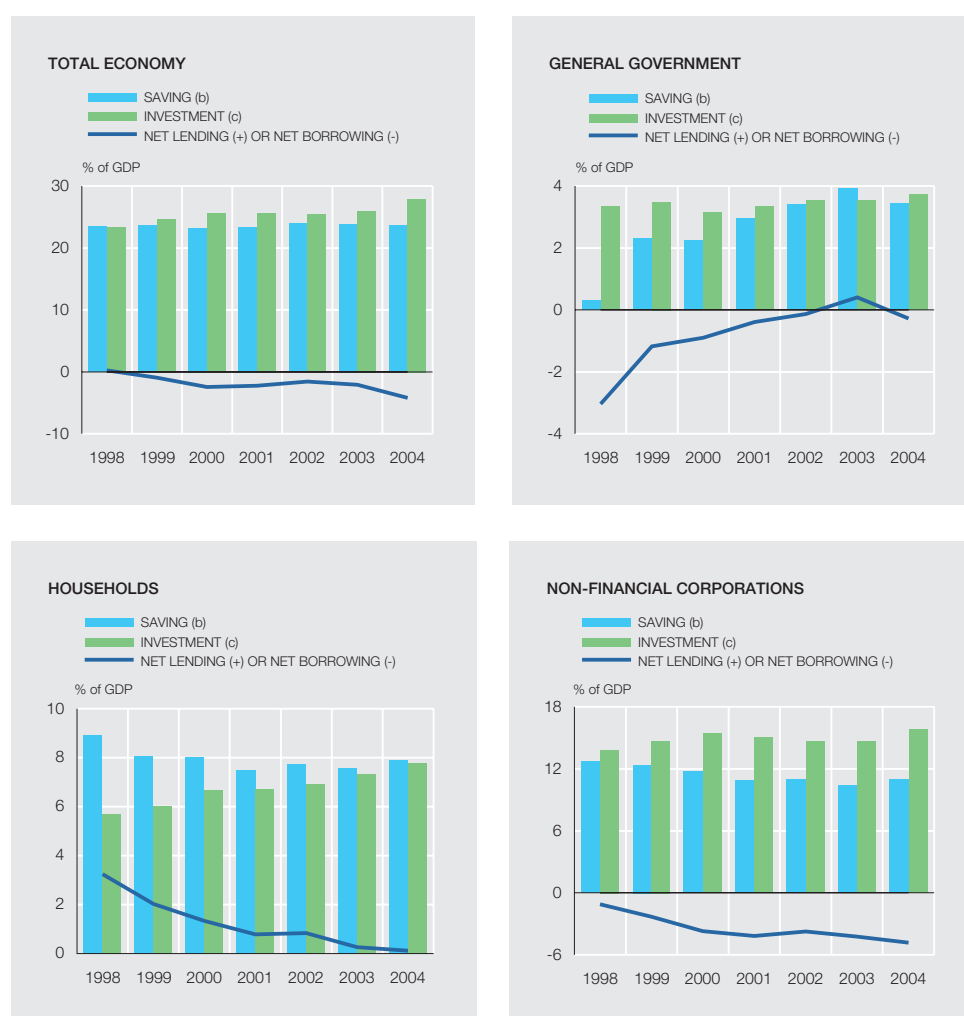 TOTAL ECONOMY
SAVING (b)
INVESTMENT (c)
NET LENDING (+) OR NET BORROWING (-)
% of GDP
30
20
10
0
-10
1998 1999 2000 2001 2002 2003 2004
GENERAL GOVERNMENT
SAVING (b)
INVESTMENT (c)
NET LENDING (+) OR NET BORROWING (-)
% of GDP
4
2
0
-2
-4
1998 1999 2000 2001 2002 2003 2004
HOUSEHOLDS
SAVING (b)
INVESTMENT (c)
NET LENDING (+) OR NET BORROWING (-)
% of GDP
10
8
6
4
2
0
1998 1999 2000 2001 2002 2003 2004
NON-FINANCIAL CORPORATIONS
SAVING (b)
INVESTMENT (c)
NET LENDING (+) OR NET BORROWING (-)
% of GDP
18
12
6
0
-6
1998 1999 2000 2001 2002 2003 2004